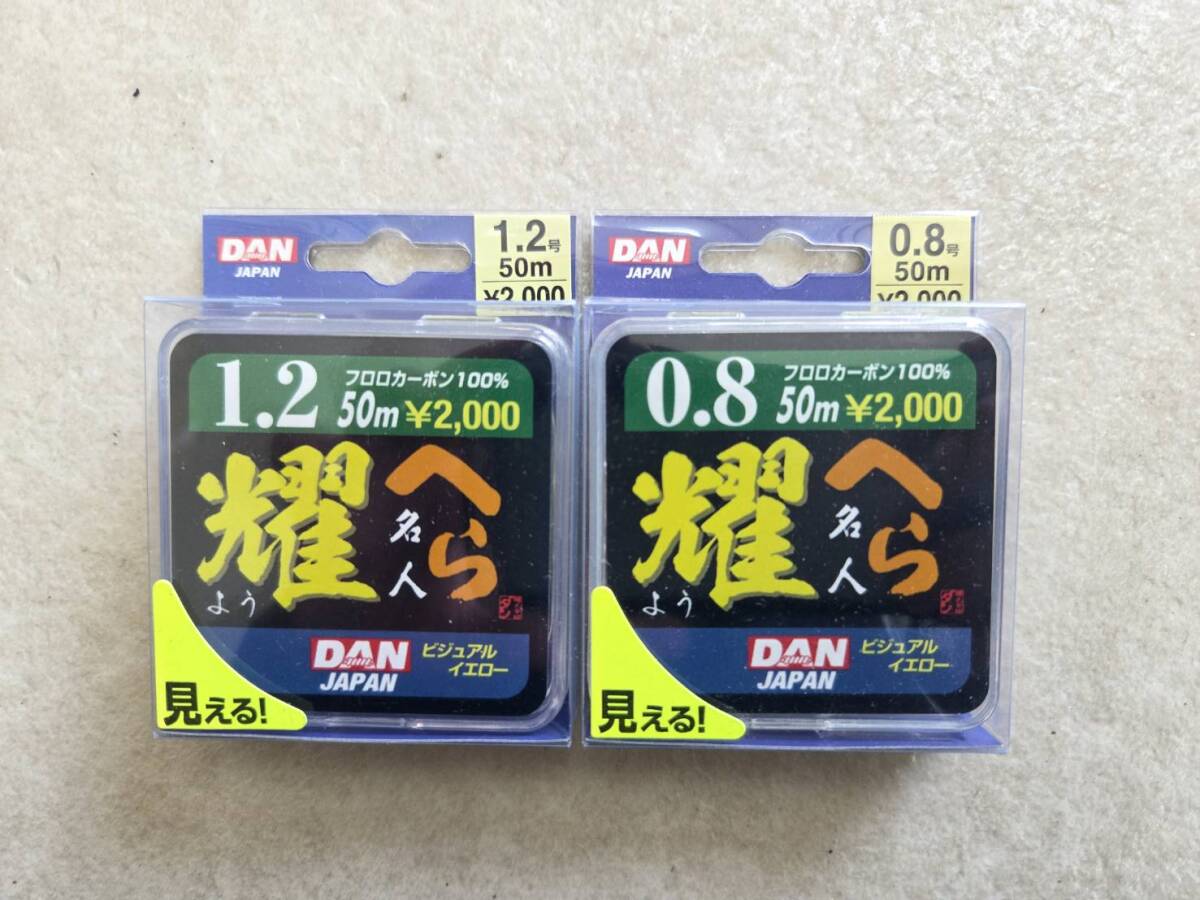 DAN
JAPAN
1.2号
50m
¥2,000
1.2
フロロカーボン100%
50m ¥2,000
へら
名人
耀
よう
DAN
JAPAN
ビジュアル
イエロー
見える!
DAN
JAPAN
0.8号
50m
¥2,000
0.8
フロロカーボン100%
50m ¥2,000
へら
名人
耀
よう
DAN
JAPAN
ビジュアル
イエロー
見える!